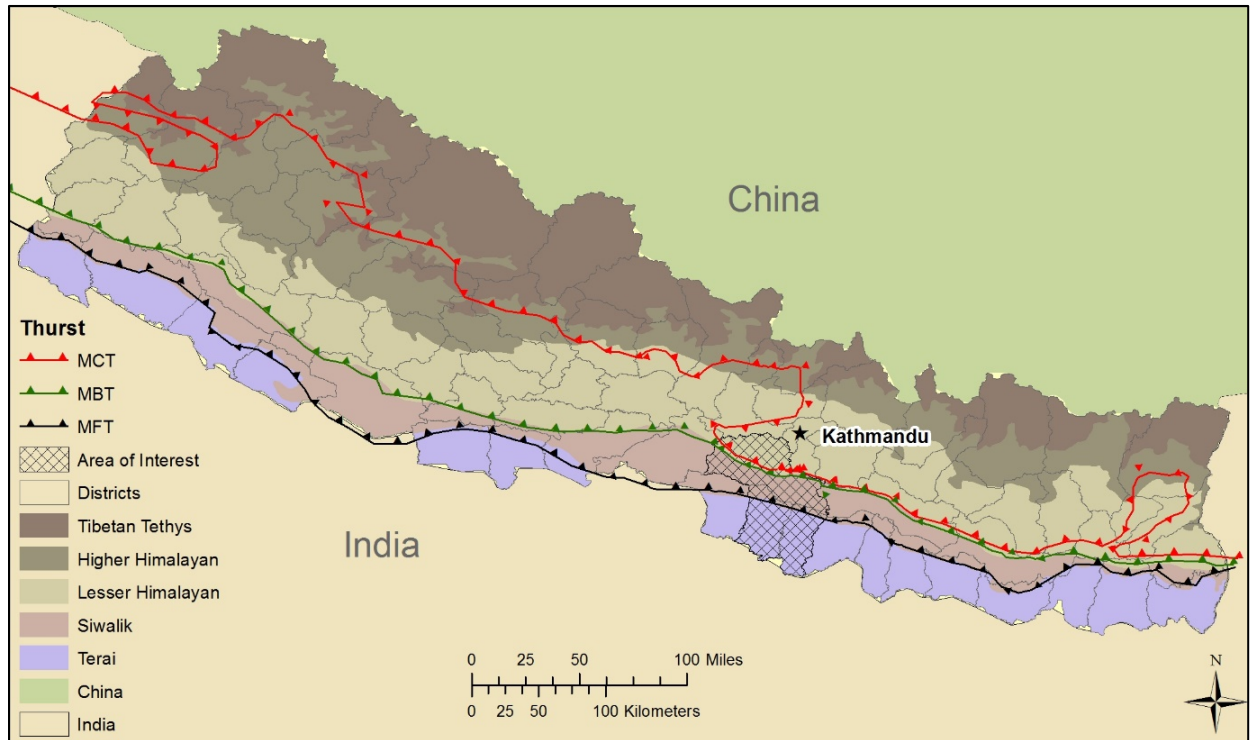 China
Kathmandu
India
Thurst
MCT
MBT
MFT
Area of Interest
Districts
Tibetan Tethys
Higher Himalayan
Lesser Himalayan
Siwalik
Terai
China
India
0 25 50 100 Miles
0 25 50 100 Kilometers
N